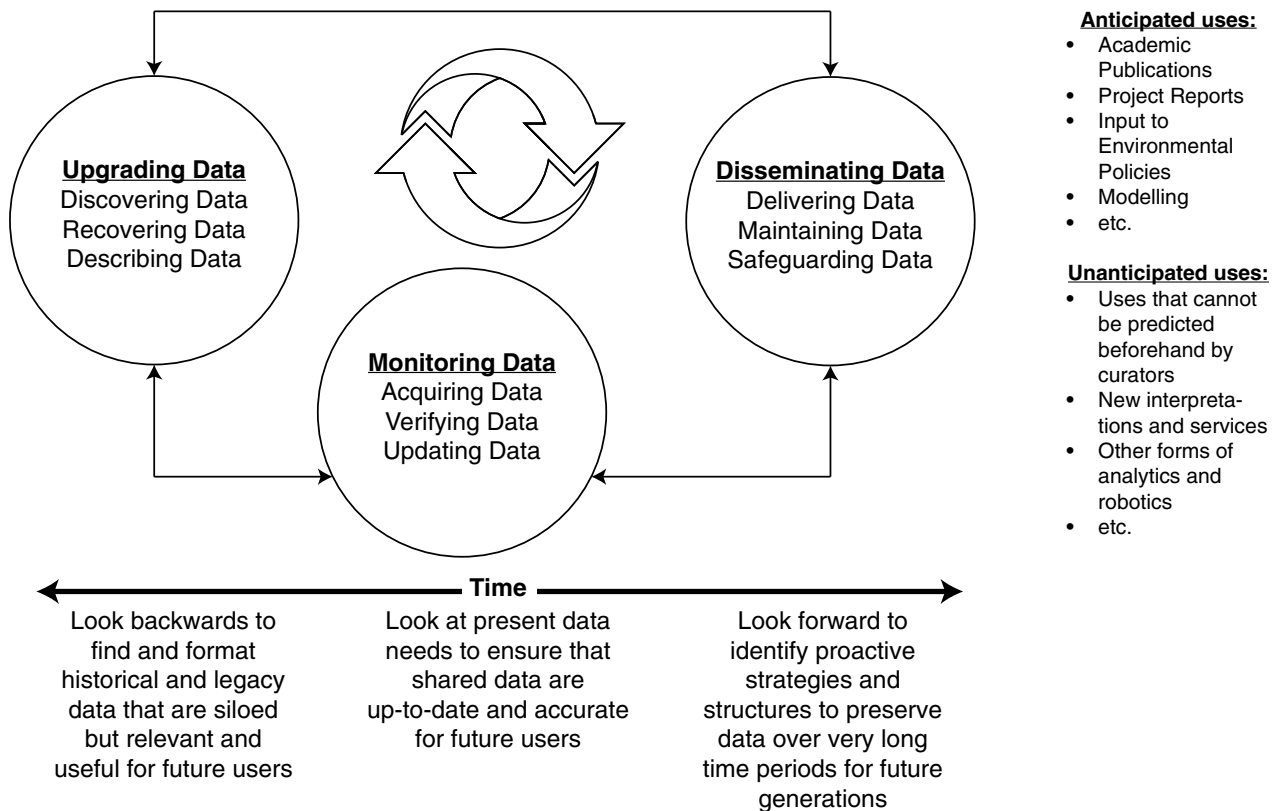 Upgrading Data
Discovering Data
Recovering Data
Describing Data
Disseminating Data
Delivering Data
Maintaining Data
Safeguarding Data
Monitoring Data
Acquiring Data
Verifying Data
Updating Data
Anticipated uses:
• Academic
Publications
• Project Reports
• Input to
Environmental
Policies
• Modelling
• etc.
Unanticipated uses:
• Uses that cannot
be predicted
beforehand by
curators
• New interpreta-
tions and services
• Other forms of
analytics and
robotics
• etc.
Time
Look backwards to
find and format
historical and legacy
data that are siloed
but relevant and
useful for future users
Look at present data
needs to ensure that
shared data are
up-to-date and accurate
for future users
Look forward to
identify proactive
strategies and
structures to preserve
data over very long
time periods for future
generations